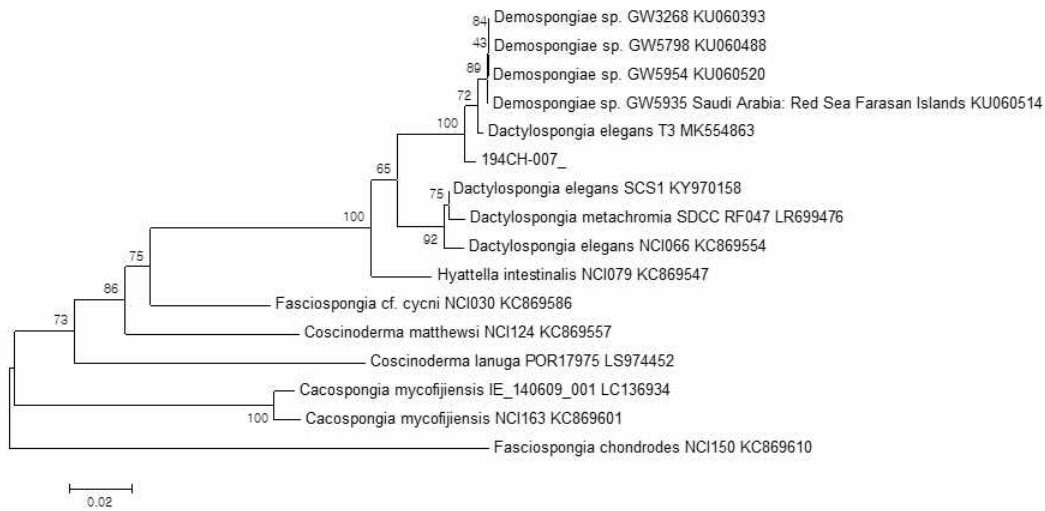 84
Demospongiae sp. GW3268 KU060393
43
Demospongiae sp. GW5798 KU060488
89
Demospongiae sp. GW5954 KU060520
72
Demospongiae sp. GW5935 Saudi Arabia: Red Sea Farasan Islands KU060514
100
Dactylospongia elegans T3 MK554863
194CH-007_
65
75
Dactylospongia elegans SCS1 KY970158
100
Dactylospongia metachromia SDCC RF047 LR699476
92
Dactylospongia elegans NCI066 KC869554
75
Hyattella intestinalis NCI079 KC869547
86
Fasciospongia cf. cycni NCI030 KC869586
73
Coscinoderma matthewsi NCI124 KC869557
Coscinoderma lanuga POR17975 LS974452
Cacospongia mycofijiensis IE_140609_001 LC136934
100
Cacospongia mycofijiensis NCI163 KC869601
Fasciospongia chondrodes NCI150 KC869610
0.02